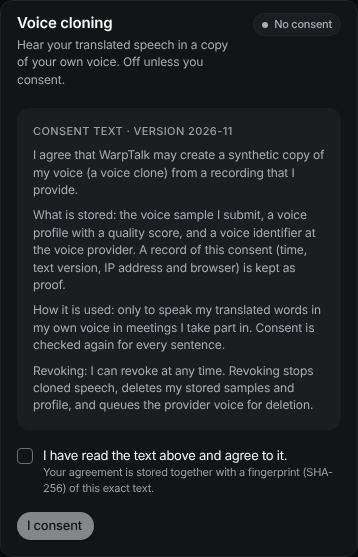 Voice cloning
No consent
Hear your translated speech in a copy
of your own voice. Off unless you
consent.
CONSENT TEXT · VERSION 2026-11
I agree that WarpTalk may create a synthetic copy of
my voice (a voice clone) from a recording that I
provide.
What is stored: the voice sample I submit, a voice
profile with a quality score, and a voice identifier at
the voice provider. A record of this consent (time,
text version, IP address and browser) is kept as
proof.
How it is used: only to speak my translated words in
my own voice in meetings I take part in. Consent is
checked again for every sentence.
Revoking: I can revoke at any time. Revoking stops
cloned speech, deletes my stored samples and
profile, and queues the provider voice for deletion.
I have read the text above and agree to it.
Your agreement is stored together with a fingerprint (SHA-
256) of this exact text.
I consent